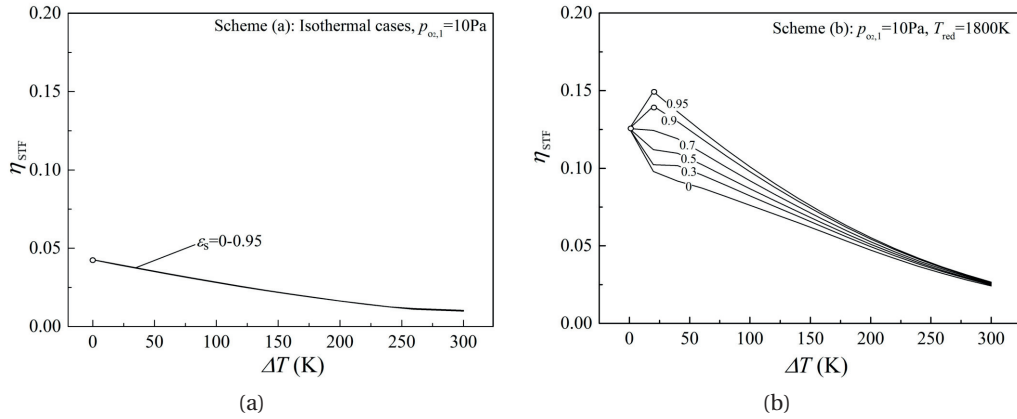 Scheme (a): Isothermal cases, pₒ₂,₁=10Pa
0.20
0.15
0.10
0.05
0.00
η_STF
εₛ=0-0.95
0 50 100 150 200 250 300
ΔT (K)
(a)
Scheme (b): pₒ₂,₁=10Pa, T_red=1800K
0.20
0.15
0.10
0.05
0.00
η_STF
0.95
0.9
0.7
0.5
0.3
0
0 50 100 150 200 250 300
ΔT (K)
(b)